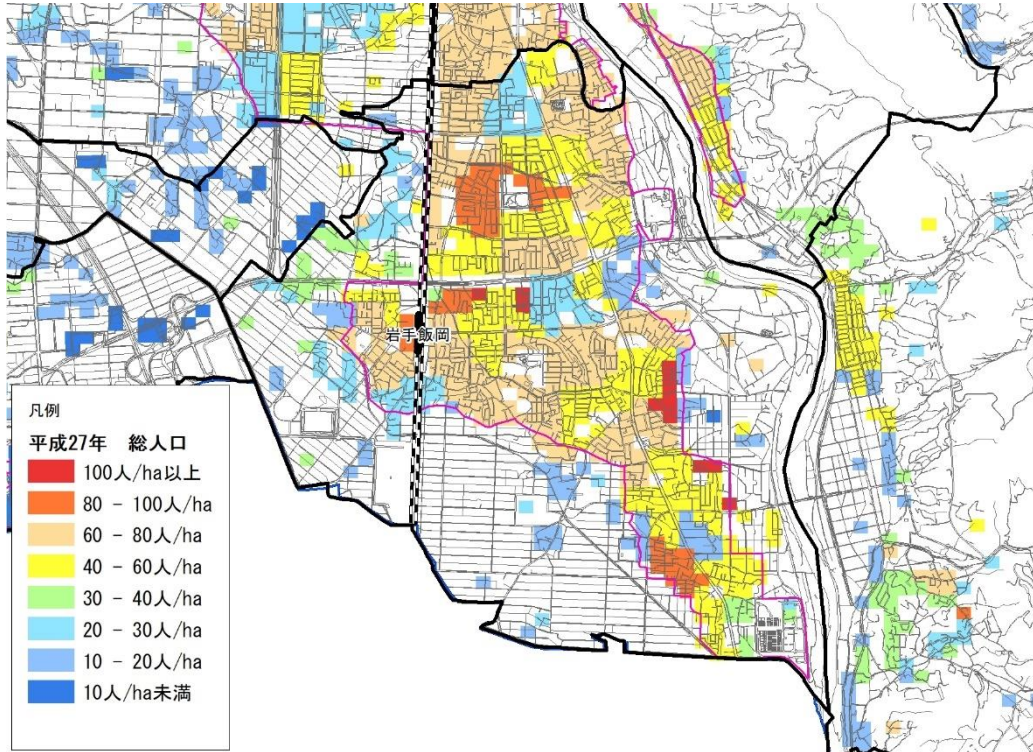 岩手飯岡
凡例
平成27年 総人口
100人/ha以上
80 - 100人/ha
60 - 80人/ha
40 - 60人/ha
30 - 40人/ha
20 - 30人/ha
10 - 20人/ha
10人/ha未満